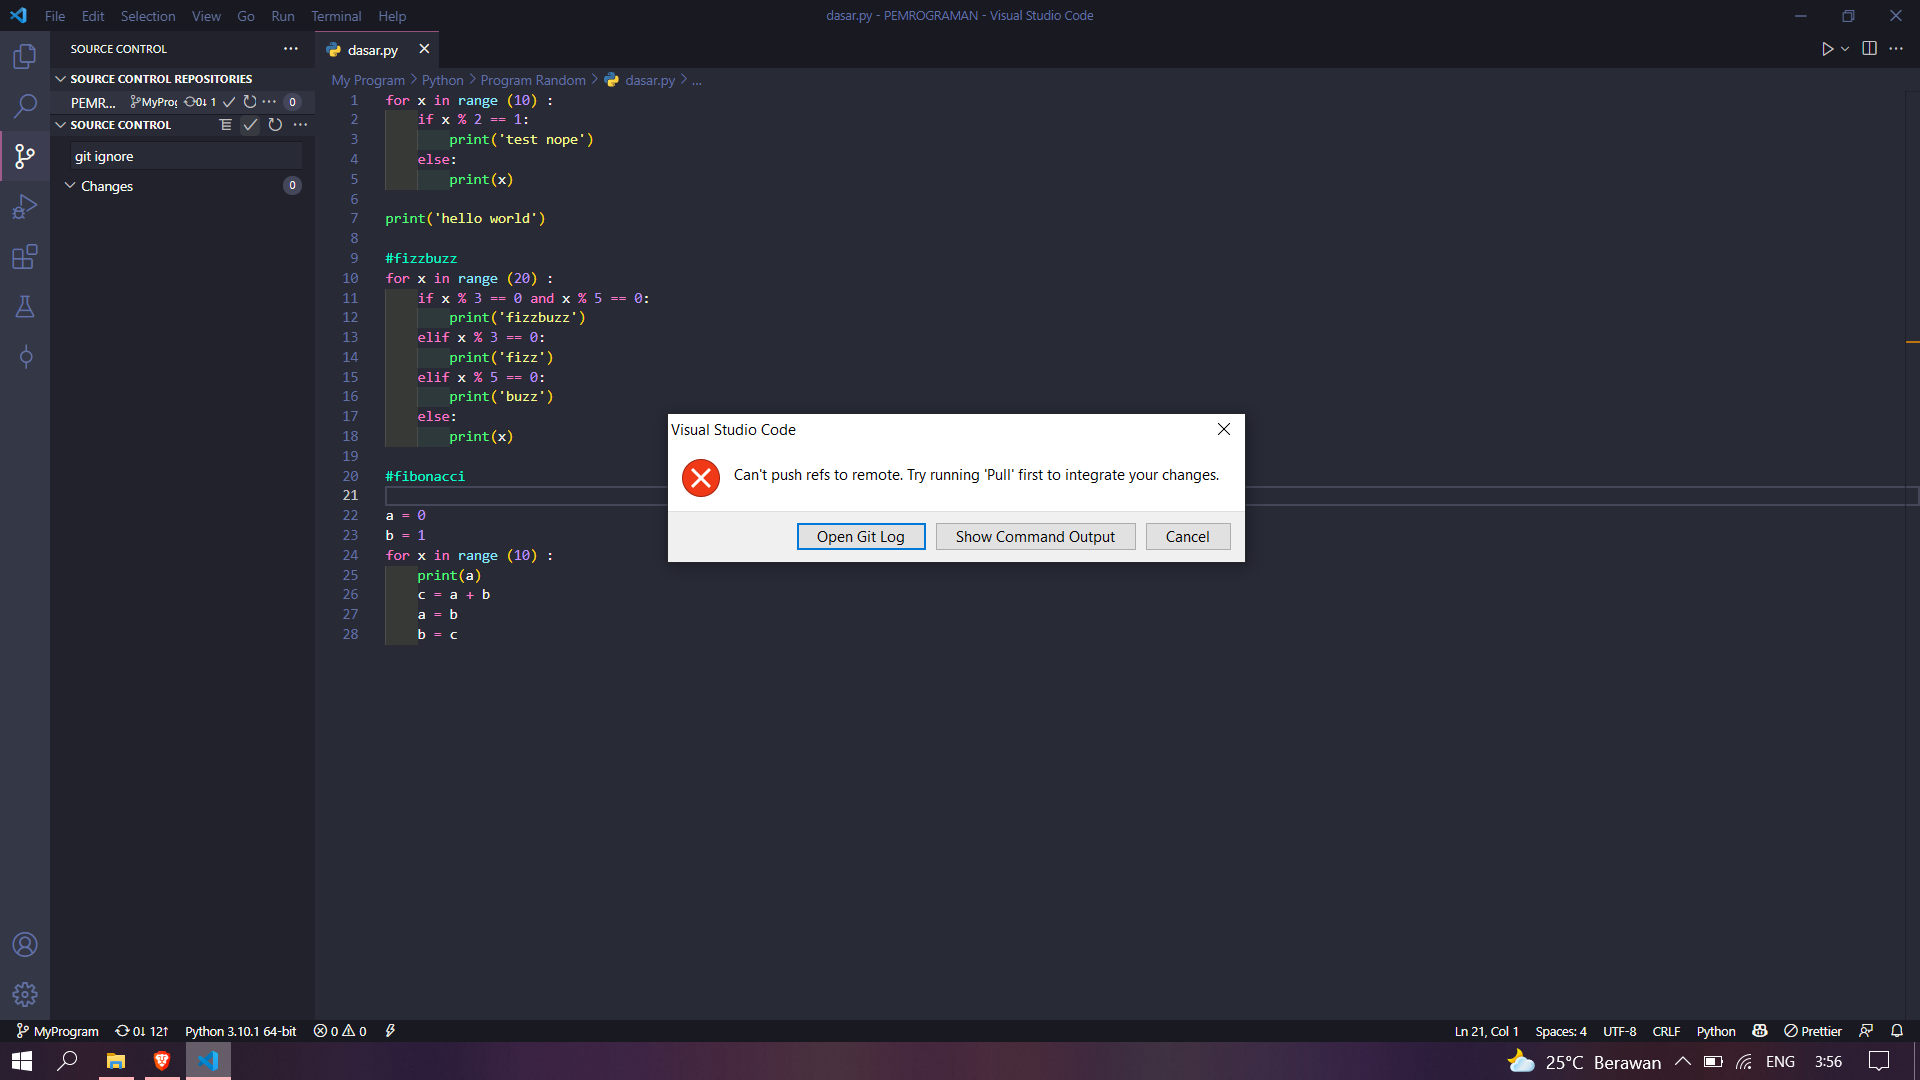 File Edit Selection View Go Run Terminal Help
dasar.py - PEMROGRAMAN - Visual Studio Code
SOURCE CONTROL
SOURCE CONTROL REPOSITORIES
PEMR... MyProg 0↓ 1 0
SOURCE CONTROL
git ignore
Changes 0
dasar.py
My Program > Python > Program Random > dasar.py > ...
1 for x in range (10) :
2 if x % 2 == 1:
3 print('test nope')
4 else:
5 print(x)
6
7 print('hello world')
8
9 #fizzbuzz
10 for x in range (20) :
11 if x % 3 == 0 and x % 5 == 0:
12 print('fizzbuzz')
13 elif x % 3 == 0:
14 print('fizz')
15 elif x % 5 == 0:
16 print('buzz')
17 else:
18 print(x)
19
20 #fibonacci
21
22 a = 0
23 b = 1
24 for x in range (10) :
25 print(a)
26 c = a + b
27 a = b
28 b = c
Visual Studio Code
Can't push refs to remote. Try running 'Pull' first to integrate your changes.
Open Git Log
Show Command Output
Cancel
MyProgram 0↓ 12↑ Python 3.10.1 64-bit 0 0
Ln 21, Col 1 Spaces: 4 UTF-8 CRLF Python Prettier
25°C Berawan ENG 3:56